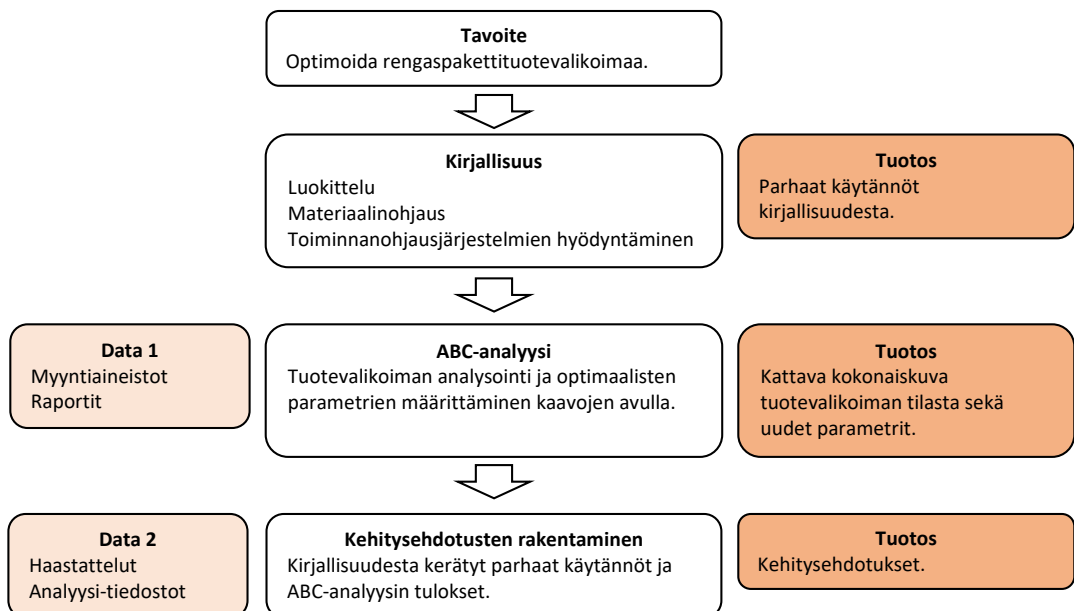 Tavoite
Optimoida rengaspakettituotevalikoimaa.
Kirjallisuus
Luokittelu
Materiaalinohjaus
Toiminnanohjausjärjestelmien hyödyntäminen
Tuotos
Parhaat käytännöt
kirjallisuudesta.
Data 1
Myyntiaineistot
Raportit
ABC-analyysi
Tuotevalikoiman analysointi ja optimaalisten
parametrien määrittäminen kaavojen avulla.
Tuotos
Kattava kokonaiskuva
tuotevalikoiman tilasta sekä
uudet parametrit.
Data 2
Haastattelut
Analyysi-tiedostot
Kehitysehdotusten rakentaminen
Kirjallisuudesta kerätyt parhaat käytännöt ja
ABC-analyysin tulokset.
Tuotos
Kehitysehdotukset.